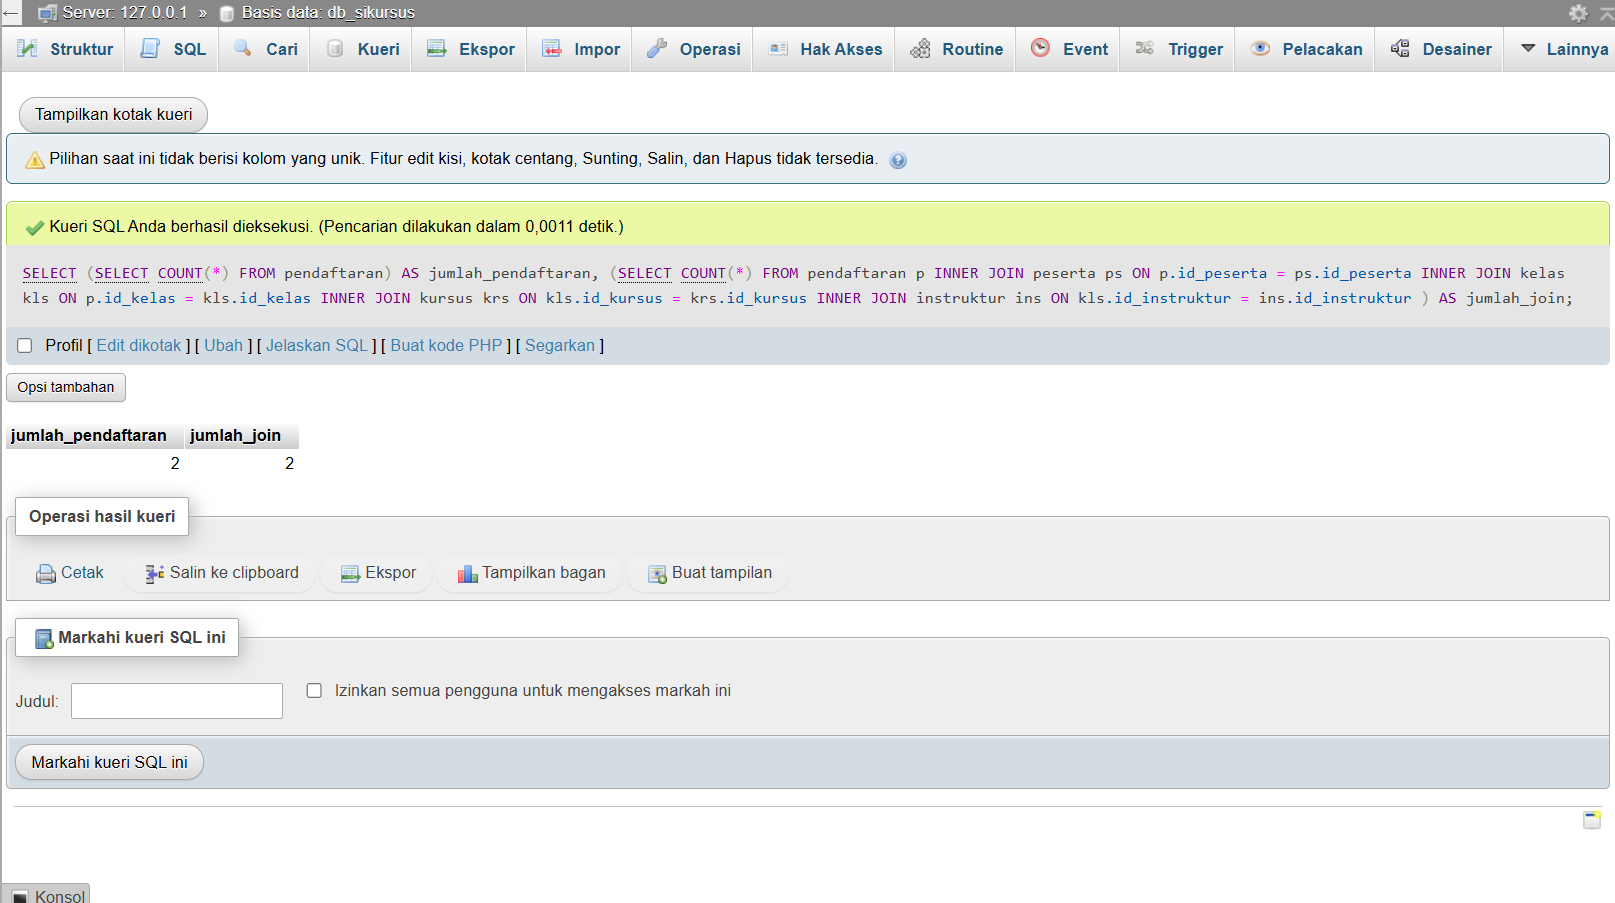 Server: 127.0.0.1 » Basis data: db_sikursus
Struktur SQL Cari Kueri Ekspor Impor Operasi Hak Akses Routine Event Trigger Pelacakan Desainer Lainnya
Tampilkan kotak kueri
Pilihan saat ini tidak berisi kolom yang unik. Fitur edit kisi, kotak centang, Sunting, Salin, dan Hapus tidak tersedia.
Kueri SQL Anda berhasil dieksekusi. (Pencarian dilakukan dalam 0,0011 detik.)
SELECT (SELECT COUNT(*) FROM pendaftaran) AS jumlah_pendaftaran, (SELECT COUNT(*) FROM pendaftaran p INNER JOIN peserta ps ON p.id_peserta = ps.id_peserta INNER JOIN kelas
kls ON p.id_kelas = kls.id_kelas INNER JOIN kursus krs ON kls.id_kursus = krs.id_kursus INNER JOIN instruktur ins ON kls.id_instruktur = ins.id_instruktur ) AS jumlah_join;
Profil [ Edit dikotak ] [ Ubah ] [ Jelaskan SQL ] [ Buat kode PHP ] [ Segarkan ]
Opsi tambahan
jumlah_pendaftaran jumlah_join
2 2
Operasi hasil kueri
Cetak Salin ke clipboard Ekspor Tampilkan bagan Buat tampilan
Markahi kueri SQL ini
Judul: Izinkan semua pengguna untuk mengakses markah ini
Markahi kueri SQL ini
Konsol